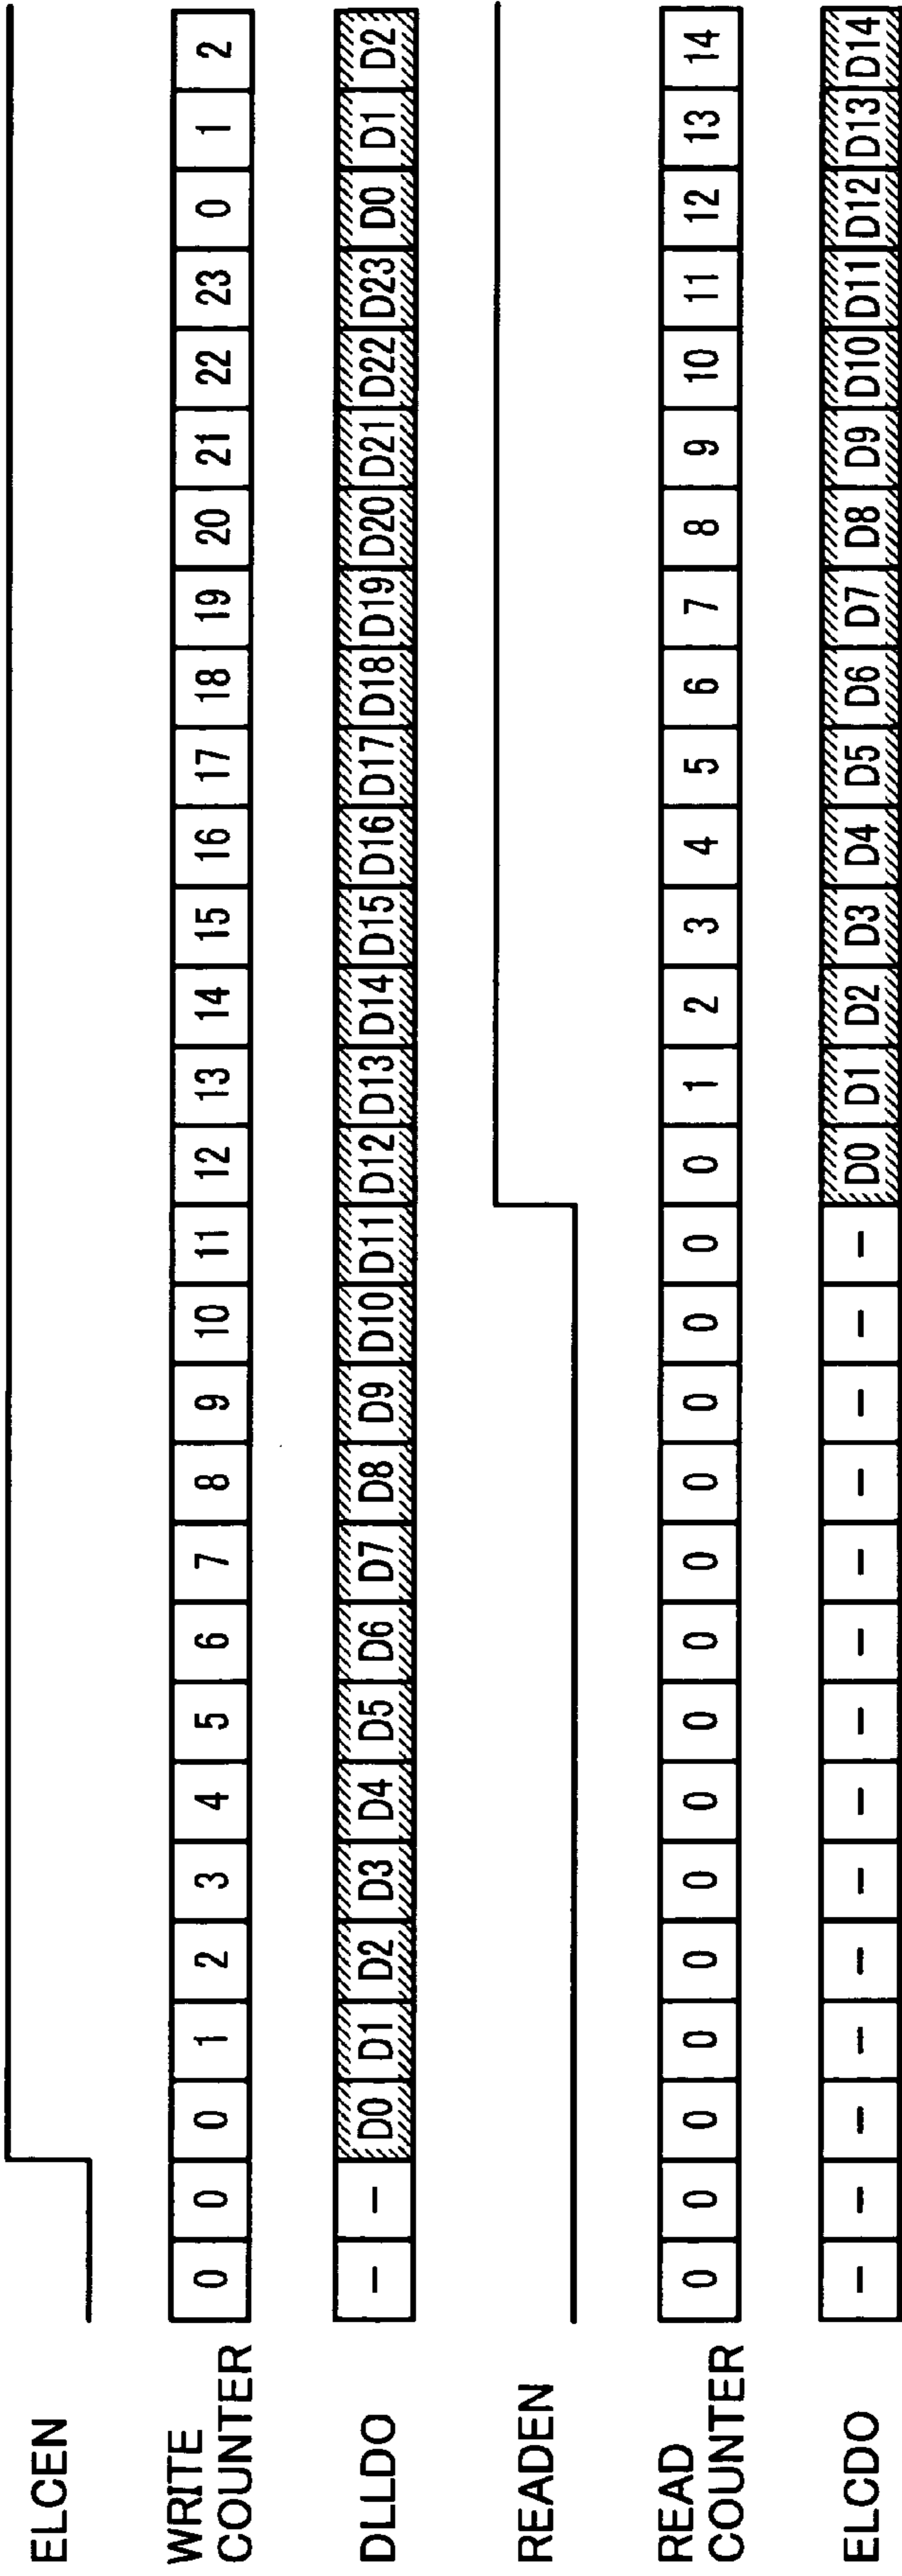 ELCEN
WRITE
COUNTER
0 0 0 1 2 3 4 5 6 7 8 9 10 11 12 13 14 15 16 17 18 19 20 21 22 23 0 1 2
DLLDO
– – D0 D1 D2 D3 D4 D5 D6 D7 D8 D9 D10 D11 D12 D13 D14 D15 D16 D17 D18 D19 D20 D21 D22 D23 D0 D1 D2
READEN
READ
COUNTER
0 0 0 0 0 0 0 0 0 0 0 0 0 0 0 1 2 3 4 5 6 7 8 9 10 11 12 13 14
ELCDO
– – – – – – – – – – – – – – D0 D1 D2 D3 D4 D5 D6 D7 D8 D9 D10 D11 D12 D13 D14